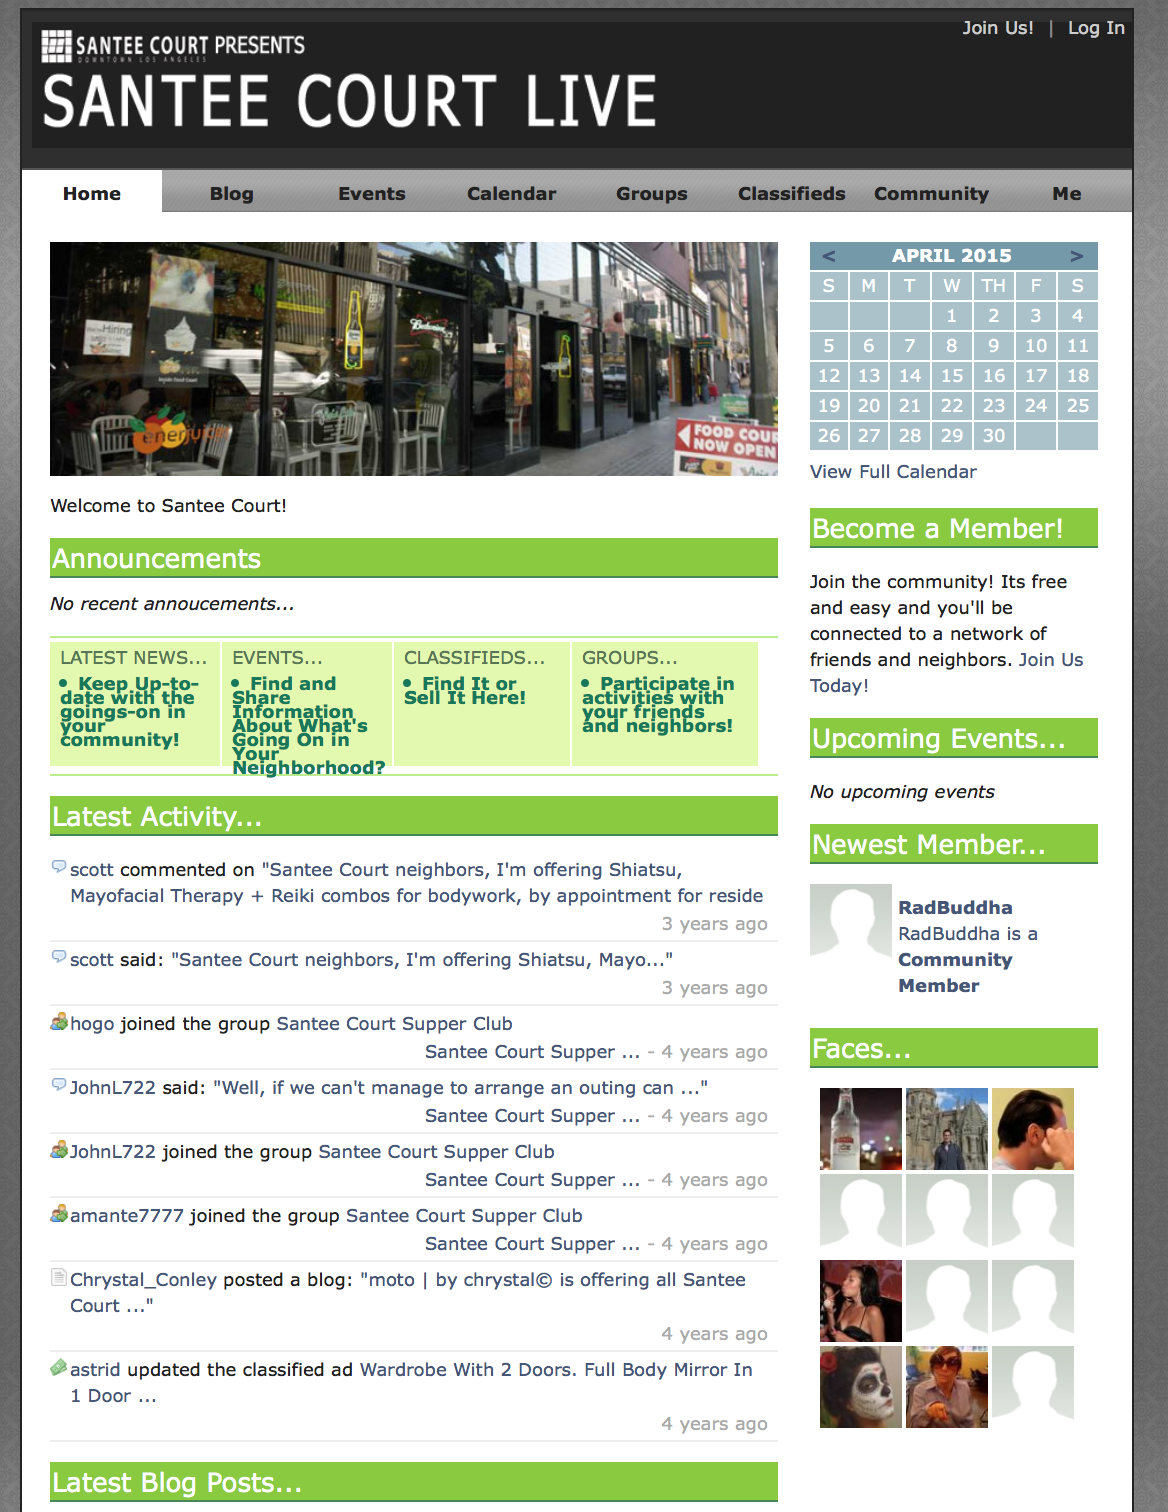 Join Us! | Log In
SANTEE COURT PRESENTS
DOWNTOWN LOS ANGELES
SANTEE COURT LIVE
Home Blog Events Calendar Groups Classifieds Community Me
Hiring
Inside Food Court
Budweiser
enerjuice
FOOD COU
NOW OPEN
Welcome to Santee Court!
Announcements
No recent annoucements...
LATEST NEWS...
• Keep Up-to-
date with the
goings-on in
your
community!
EVENTS...
• Find and
Share
Information
About What's
Going On in
Your
Neighborhood?
CLASSIFIEDS...
• Find It or
Sell It Here!
GROUPS...
• Participate in
activities with
your friends
and neighbors!
Latest Activity...
scott commented on "Santee Court neighbors, I'm offering Shiatsu,
Mayofacial Therapy + Reiki combos for bodywork, by appointment for reside
3 years ago
scott said: "Santee Court neighbors, I'm offering Shiatsu, Mayo..."
3 years ago
hogo joined the group Santee Court Supper Club
Santee Court Supper ... - 4 years ago
JohnL722 said: "Well, if we can't manage to arrange an outing can ..."
Santee Court Supper ... - 4 years ago
JohnL722 joined the group Santee Court Supper Club
Santee Court Supper ... - 4 years ago
amante7777 joined the group Santee Court Supper Club
Santee Court Supper ... - 4 years ago
Chrystal_Conley posted a blog: "moto | by chrystal© is offering all Santee
Court ..."
4 years ago
astrid updated the classified ad Wardrobe With 2 Doors. Full Body Mirror In
1 Door ...
4 years ago
Latest Blog Posts...
< APRIL 2015 >
S M T W TH F S
1 2 3 4
5 6 7 8 9 10 11
12 13 14 15 16 17 18
19 20 21 22 23 24 25
26 27 28 29 30
View Full Calendar
Become a Member!
Join the community! Its free
and easy and you'll be
connected to a network of
friends and neighbors. Join Us
Today!
Upcoming Events...
No upcoming events
Newest Member...
RadBuddha
RadBuddha is a
Community
Member
Faces...